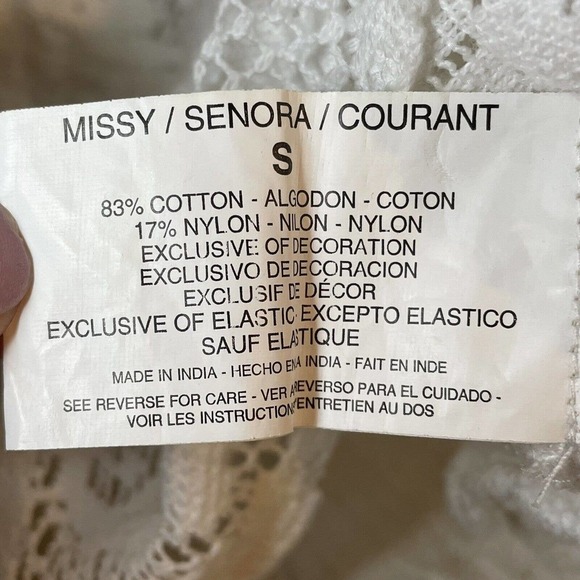 MISSY / SENORA / COURANT
S
83% COTTON - ALGODON - COTON
17% NYLON - NILON - NYLON
EXCLUSIVE OF DECORATION
EXCLUSIVO DE DECORACION
EXCLUSIF DE DÉCOR
EXCLUSIVE OF ELASTIC EXCEPTO ELASTICO
SAUF ELASTIQUE
MADE IN INDIA - HECHO EN INDIA - FAIT EN INDE
SEE REVERSE FOR CARE - VER REVERSO PARA EL CUIDADO -
VOIR LES INSTRUCTION D'ENTRETIEN AU DOS